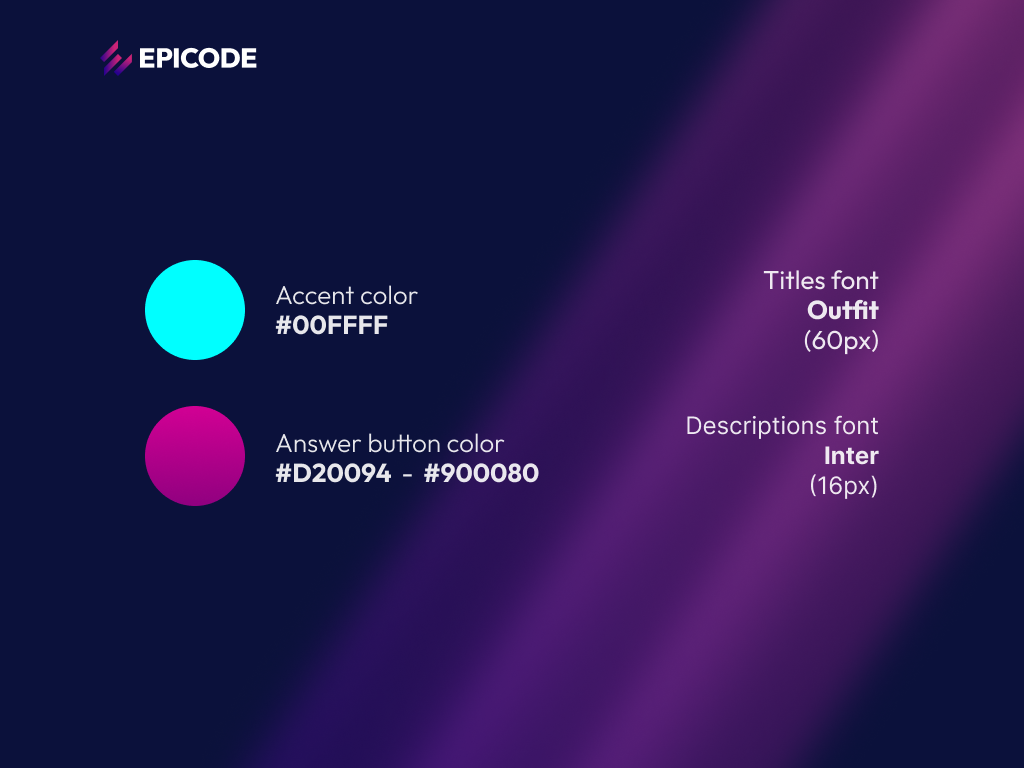 EPICODE
Accent color
#00FFFF
Answer button color
#D20094 - #900080
Titles font
Outfit
(60px)
Descriptions font
Inter
(16px)